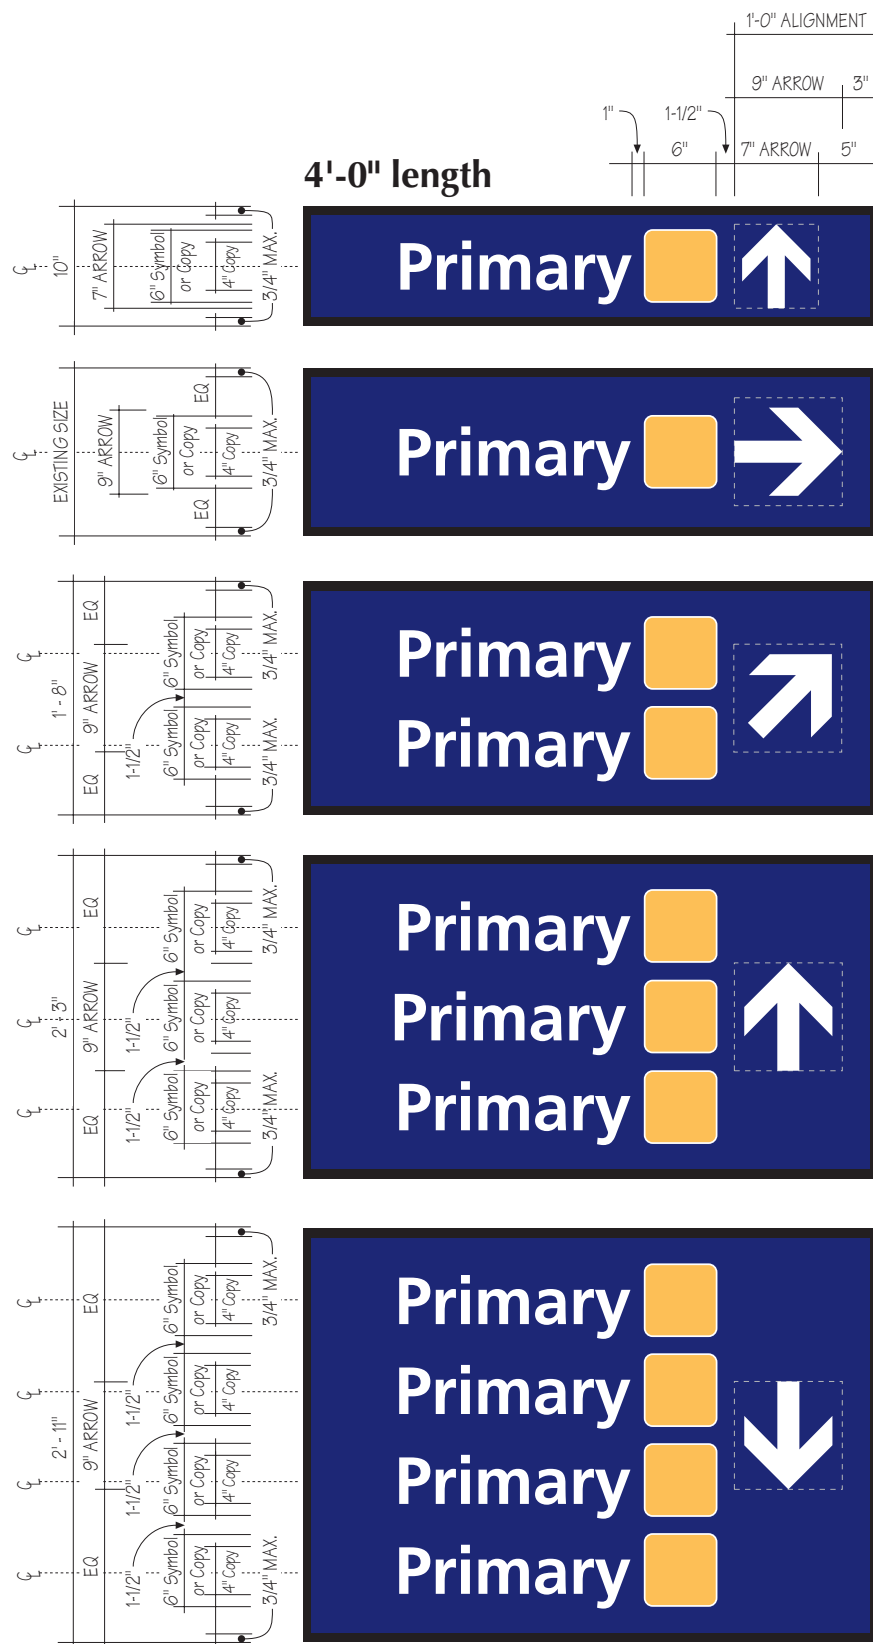 1'-0" ALIGNMENT
9" ARROW
3"
1"
1-1/2"
6"
7" ARROW
5"
4'-0" length
10"
7" ARROW
6" Symbol
or Copy
4" Copy
3/4" MAX.
Primary
EXISTING SIZE
9" ARROW
6" Symbol
or Copy
EQ
4" Copy
EQ
3/4" MAX.
Primary
1' - 8"
EQ
9" ARROW
EQ
1-1/2"
6" Symbol
or Copy
4" Copy
3/4" MAX.
6" Symbol
or Copy
4" Copy
3/4" MAX.
Primary
Primary
2' - 3"
EQ
9" ARROW
EQ
1-1/2"
1-1/2"
6" Symbol
or Copy
4" Copy
3/4" MAX.
6" Symbol
or Copy
4" Copy
6" Symbol
or Copy
4" Copy
3/4" MAX.
Primary
Primary
Primary
2' - 11"
EQ
9" ARROW
EQ
1-1/2"
1-1/2"
1-1/2"
6" Symbol
or Copy
4" Copy
3/4" MAX.
6" Symbol
or Copy
4" Copy
6" Symbol
or Copy
4" Copy
6" Symbol
or Copy
4" Copy
3/4" MAX.
Primary
Primary
Primary
Primary